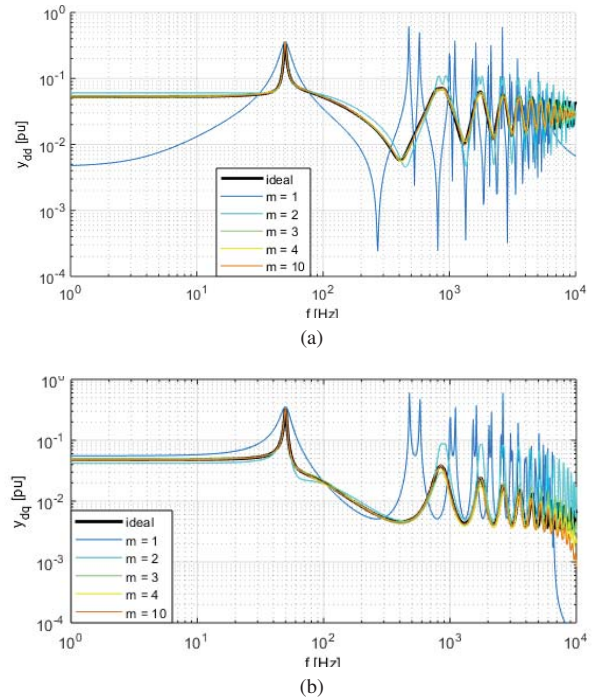 10^0
10^-1
10^-2
10^-3
10^-4
y_dd [pu]
ideal
m = 1
m = 2
m = 3
m = 4
m = 10
10^0 10^1 10^2 10^3 10^4
f [Hz]
(a)
10^0
10^-1
10^-2
10^-3
10^-4
y_dq [pu]
ideal
m = 1
m = 2
m = 3
m = 4
m = 10
10^0 10^1 10^2 10^3 10^4
f [Hz]
(b)